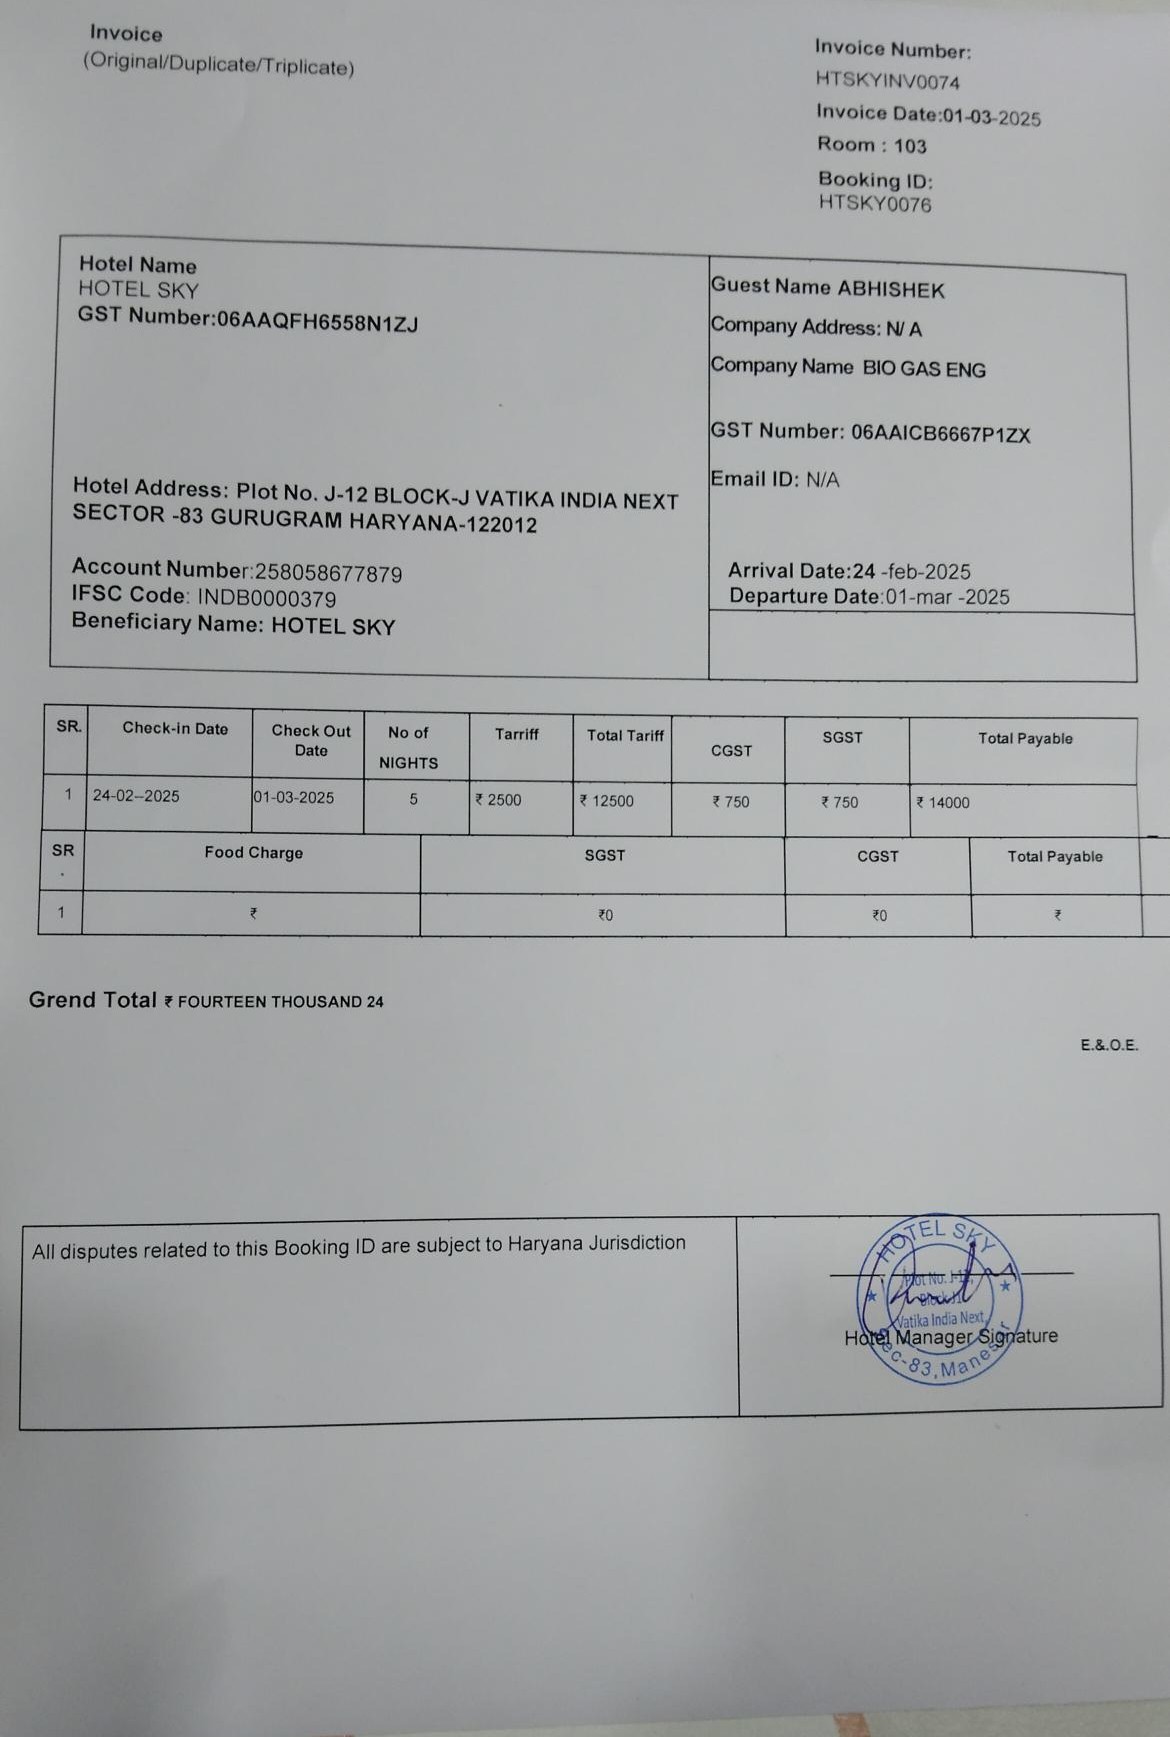 Invoice
(Original/Duplicate/Triplicate)
Invoice Number:
HTSKYINV0074
Invoice Date:01-03-2025
Room : 103
Booking ID:
HTSKY0076
Hotel Name
HOTEL SKY
GST Number:06AAQFH6558N1ZJ
Hotel Address: Plot No. J-12 BLOCK-J VATIKA INDIA NEXT
SECTOR -83 GURUGRAM HARYANA-122012
Account Number:258058677879
IFSC Code: INDB0000379
Beneficiary Name: HOTEL SKY
Guest Name ABHISHEK
Company Address: N/ A
Company Name BIO GAS ENG
GST Number: 06AAICB6667P1ZX
Email ID: N/A
Arrival Date:24 -feb-2025
Departure Date:01-mar -2025
SR. Check-in Date Check Out Date No of NIGHTS Tarriff Total Tariff CGST SGST Total Payable
1 24-02--2025 01-03-2025 5 ₹ 2500 ₹ 12500 ₹ 750 ₹ 750 ₹ 14000
SR . Food Charge SGST CGST Total Payable
1 ₹ ₹0 ₹0 ₹
Grend Total ₹ FOURTEEN THOUSAND 24
E.&.O.E.
All disputes related to this Booking ID are subject to Haryana Jurisdiction
HOTEL SKY
Plot No. J-12,
Vatika India Next,
Sec-83, Manesar
Hotel Manager Signature